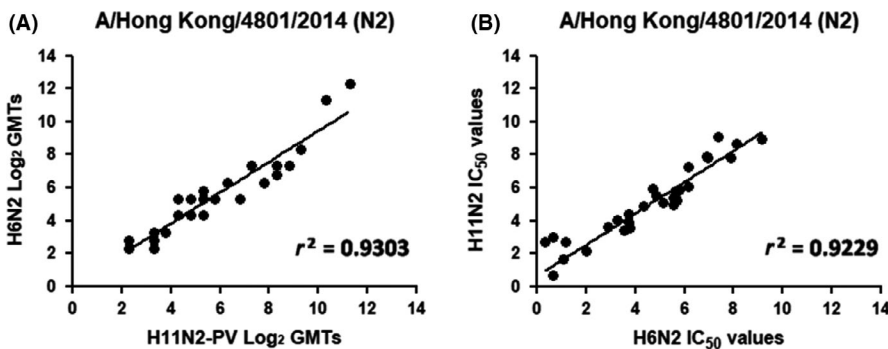 (A)
A/Hong Kong/4801/2014 (N2)
14
12
10
8
6
4
2
0
H6N2 Log₂ GMTs
r² = 0.9303
0 2 4 6 8 10 12 14
H11N2-PV Log₂ GMTs
(B)
A/Hong Kong/4801/2014 (N2)
14
12
10
8
6
4
2
0
H11N2 IC₅₀ values
r² = 0.9229
0 2 4 6 8 10 12 14
H6N2 IC₅₀ values